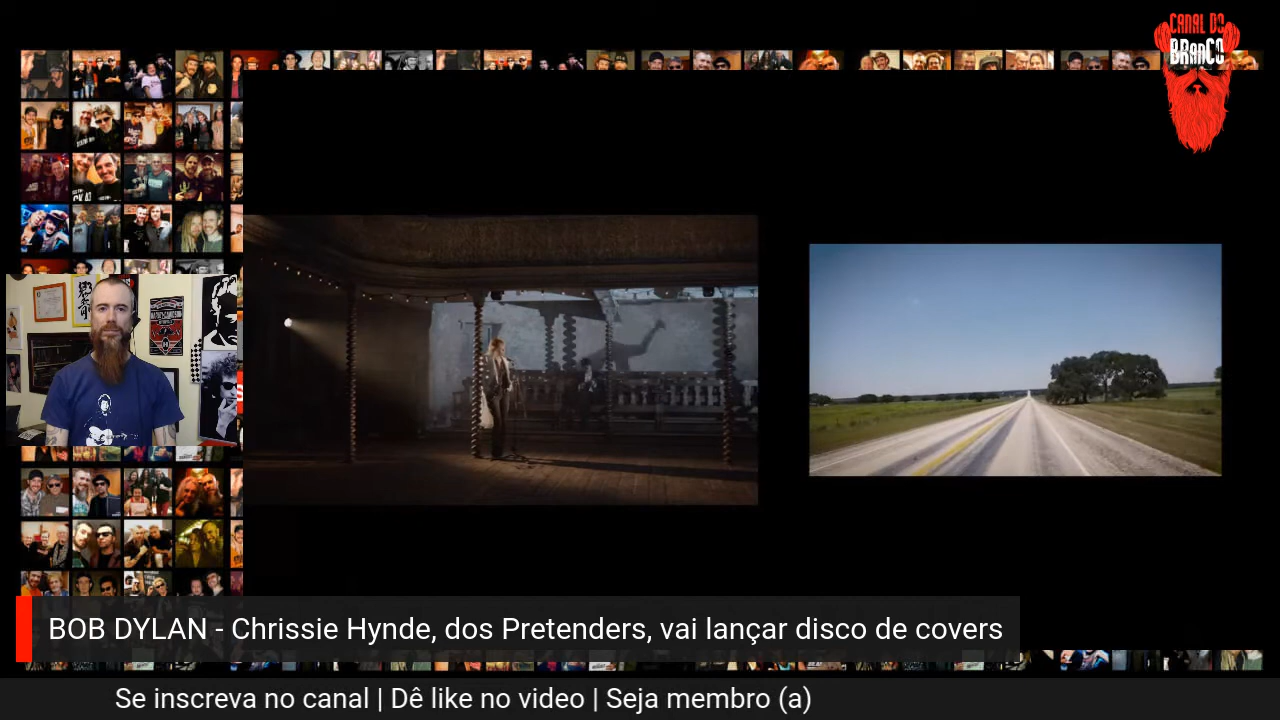 CANAL DO
BRANCO
BOB DYLAN - Chrissie Hynde, dos Pretenders, vai lançar disco de covers
Se inscreva no canal | Dê like no video | Seja membro (a)